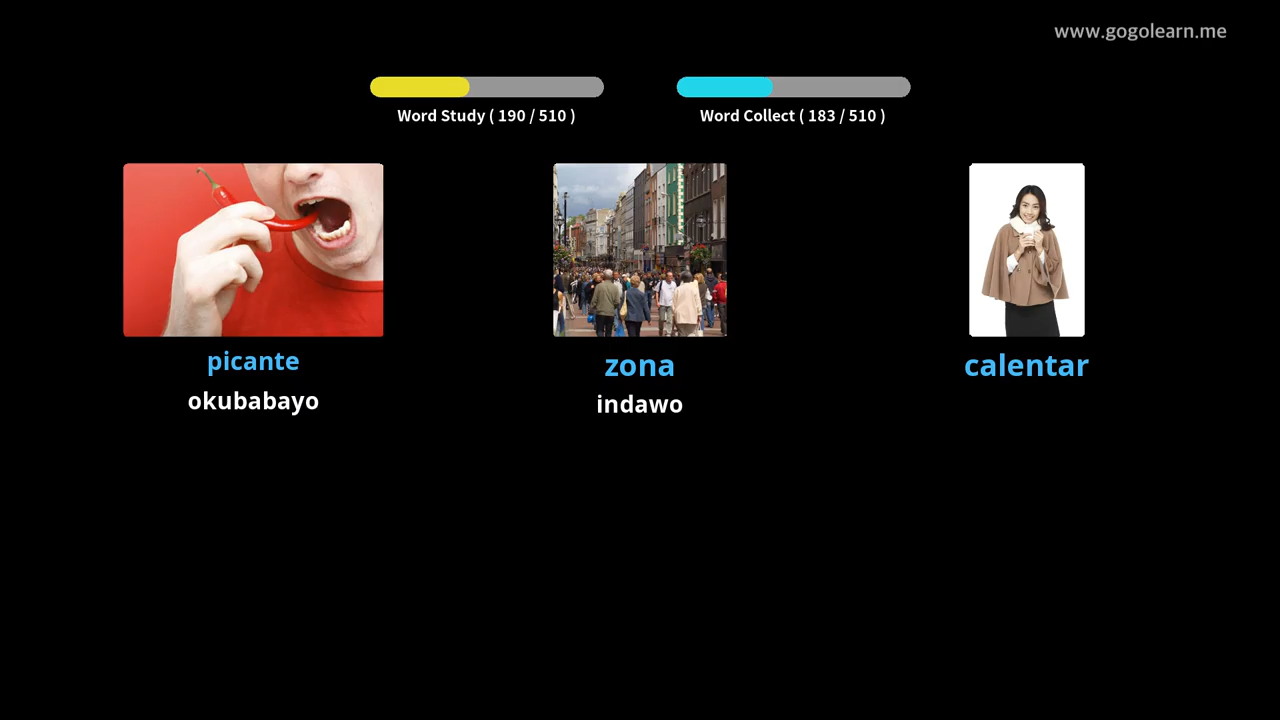 www.gogolearn.me
Word Study ( 190 / 510 )
Word Collect ( 183 / 510 )
picante
okubabayo
zona
indawo
calentar